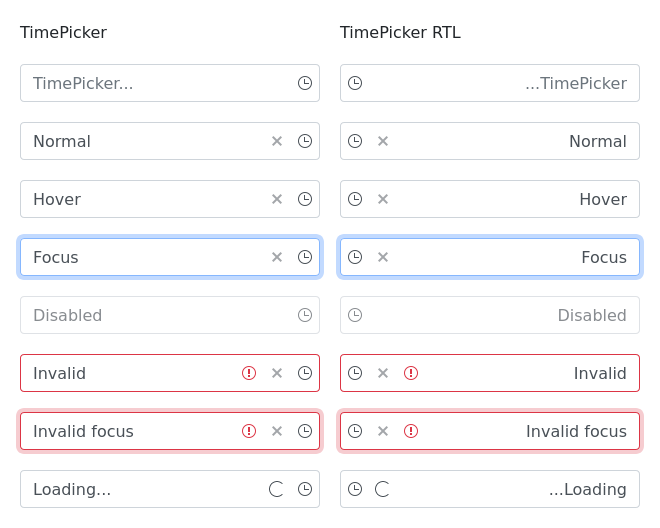 TimePicker
TimePicker RTL
TimePicker...
...TimePicker
Normal
Normal
Hover
Hover
Focus
Focus
Disabled
Disabled
Invalid
Invalid
Invalid focus
Invalid focus
Loading...
...Loading